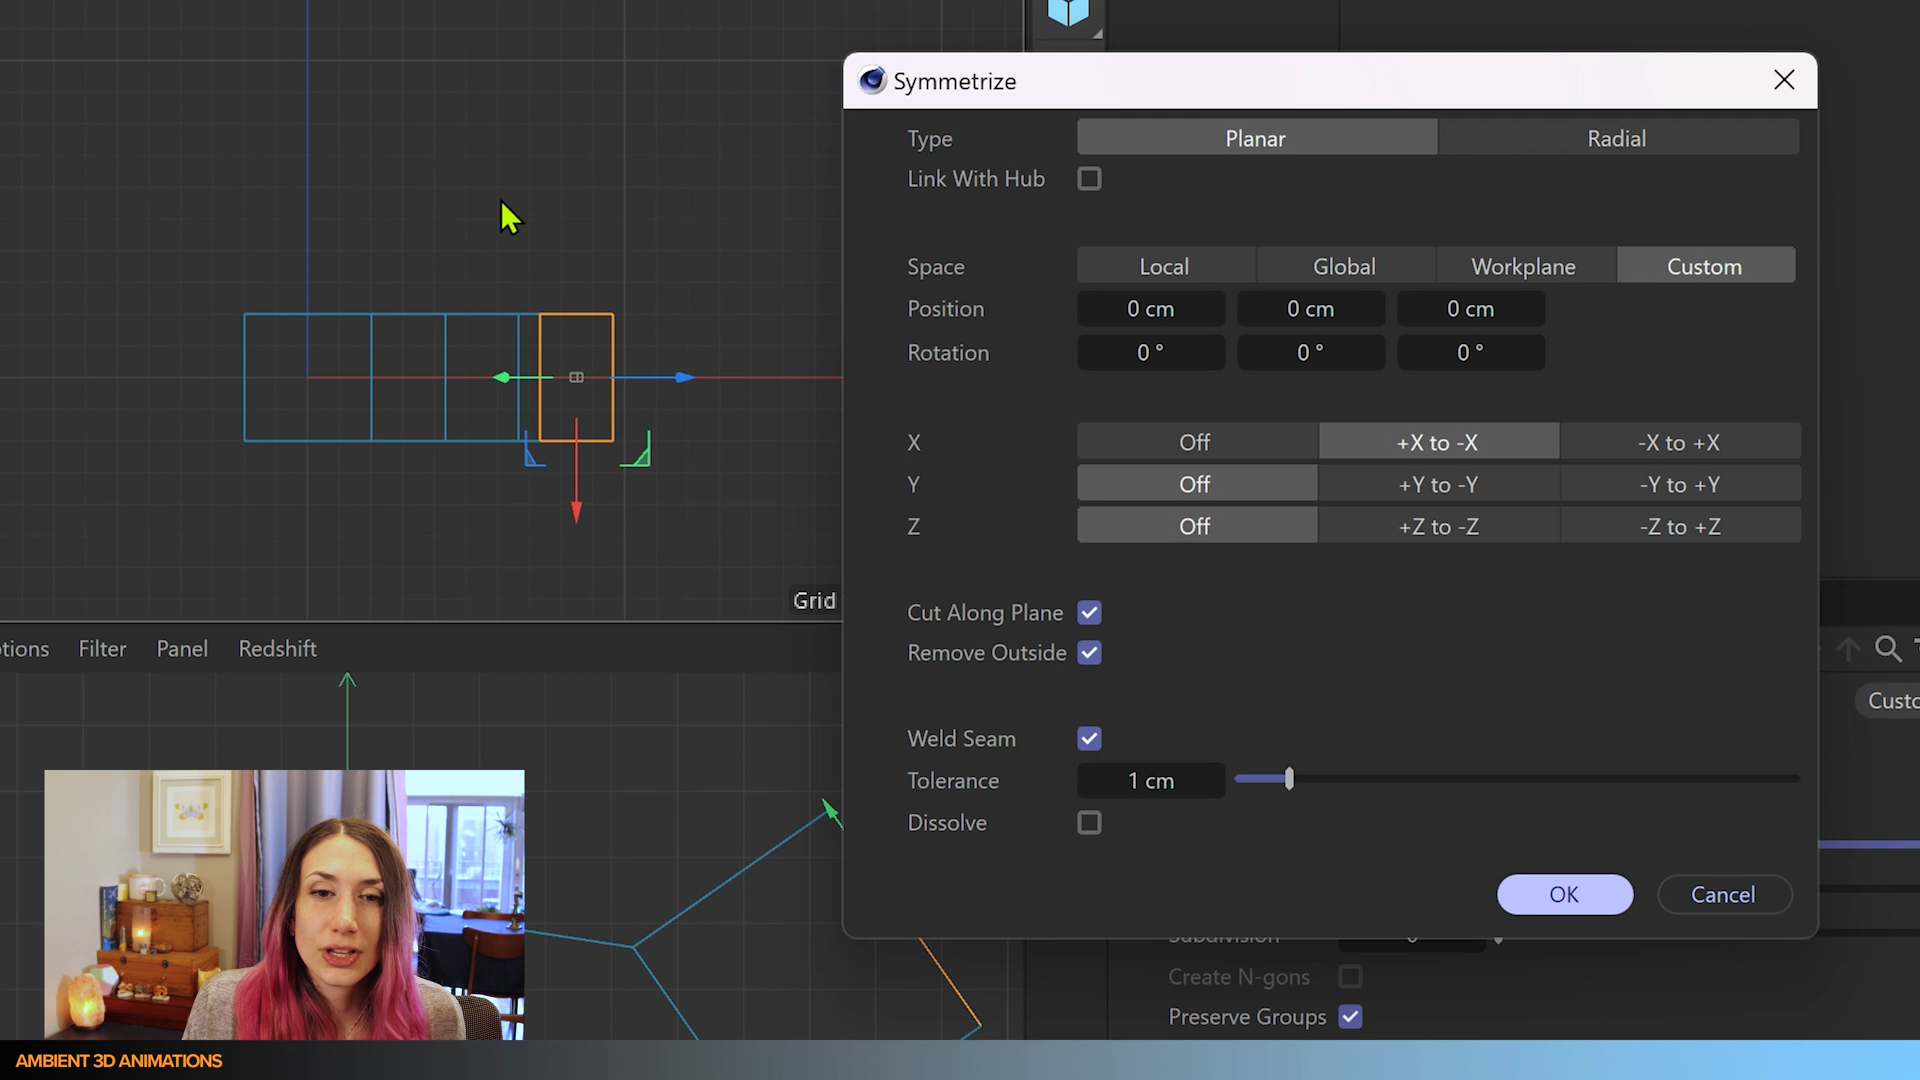 Symmetrize
Type Planar Radial
Link With Hub
Space Local Global Workplane Custom
Position 0 cm 0 cm 0 cm
Rotation 0 ° 0 ° 0 °
X Off +X to -X -X to +X
Y Off +Y to -Y -Y to +Y
Z Off +Z to -Z -Z to +Z
Grid
Cut Along Plane
Remove Outside
tions Filter Panel Redshift
Custo
Weld Seam
Tolerance 1 cm
Dissolve
OK Cancel
Subdivision
Create N-gons
Preserve Groups
AMBIENT 3D ANIMATIONS